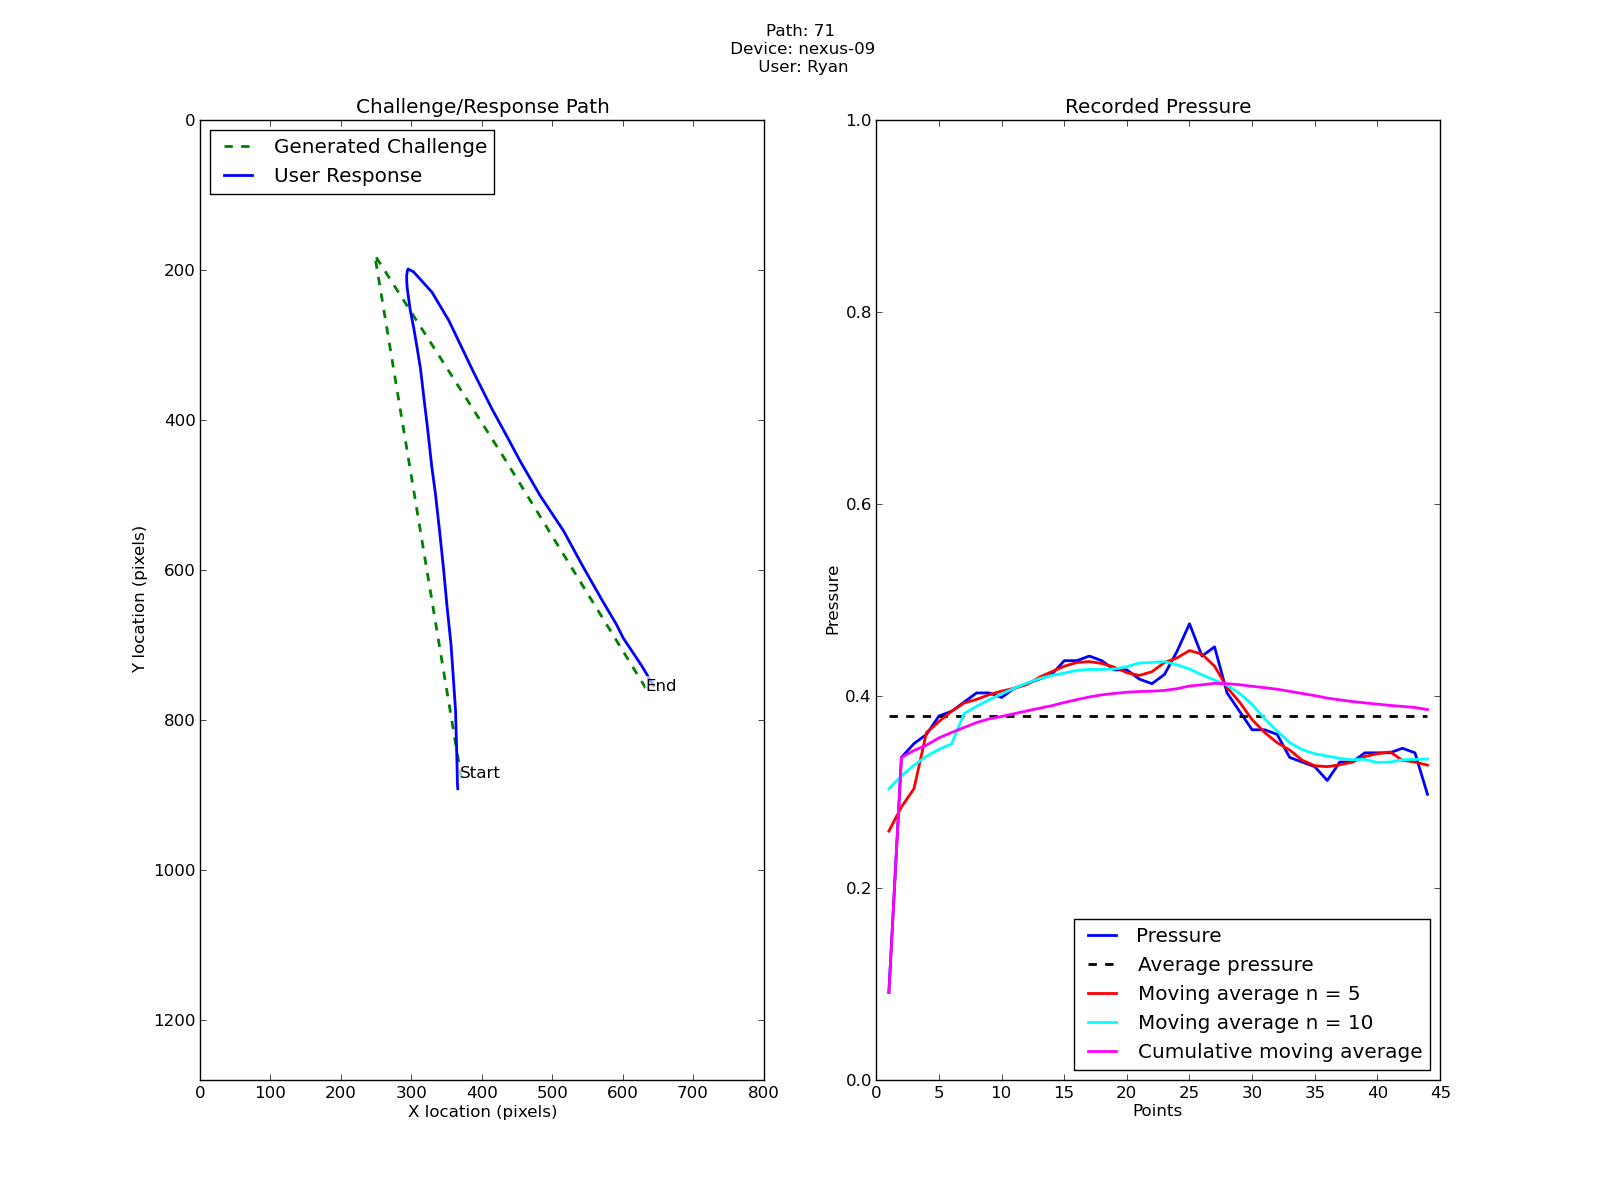 Path: 71
Device: nexus-09
User: Ryan
Challenge/Response Path
Generated Challenge
User Response
0
200
400
600
800
1000
1200
Y location (pixels)
Start
End
0 100 200 300 400 500 600 700 800
X location (pixels)
Recorded Pressure
1.0
0.8
0.6
0.4
0.2
0.0
Pressure
Pressure
Average pressure
Moving average n = 5
Moving average n = 10
Cumulative moving average
0 5 10 15 20 25 30 35 40 45
Points